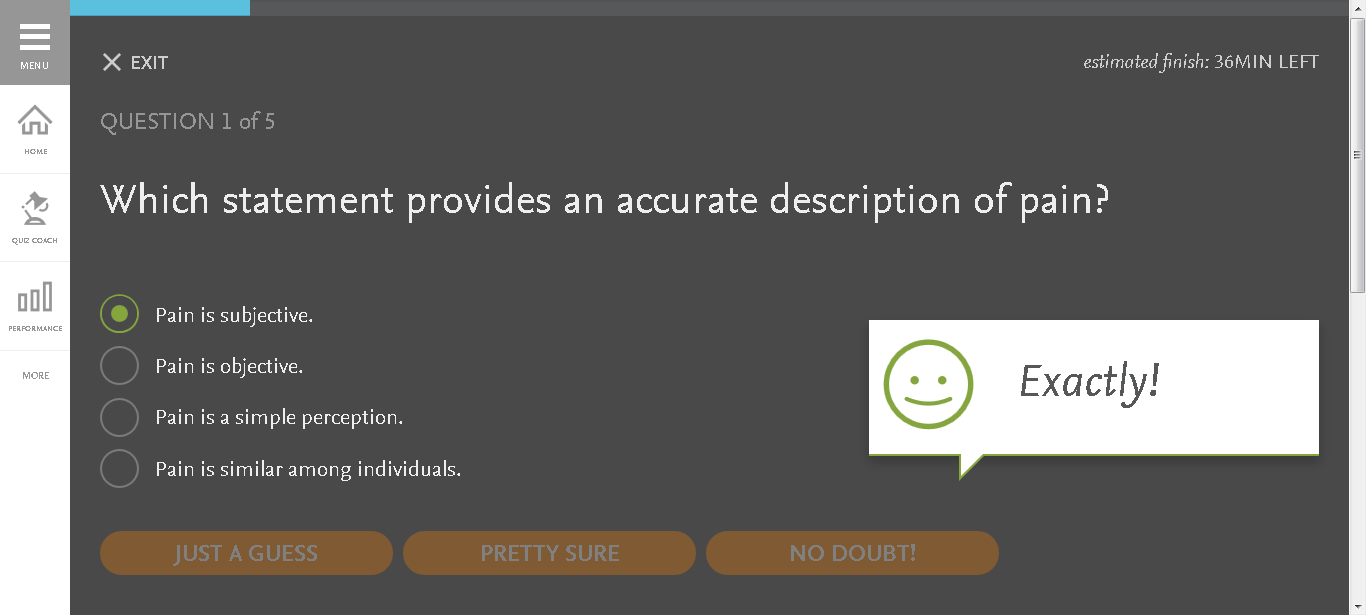 MENU
HOME
QUIZ COACH
PERFORMANCE
MORE
EXIT
estimated finish: 36MIN LEFT
QUESTION 1 of 5
Which statement provides an accurate description of pain?
Pain is subjective.
Pain is objective.
Pain is a simple perception.
Pain is similar among individuals.
Exactly!
JUST A GUESS
PRETTY SURE
NO DOUBT!